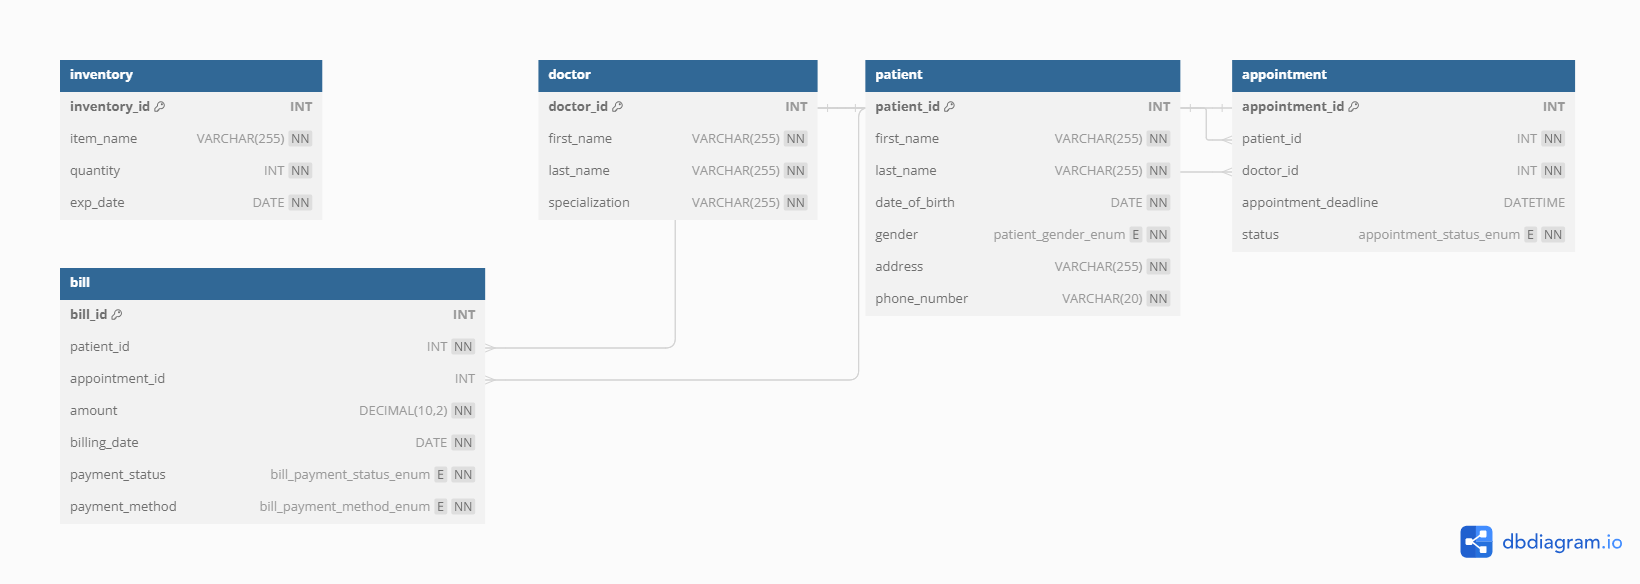 inventory
inventory_id INT
item_name VARCHAR(255) NN
quantity INT NN
exp_date DATE NN
doctor
doctor_id INT
first_name VARCHAR(255) NN
last_name VARCHAR(255) NN
specialization VARCHAR(255) NN
patient
patient_id INT
first_name VARCHAR(255) NN
last_name VARCHAR(255) NN
date_of_birth DATE NN
gender patient_gender_enum E NN
address VARCHAR(255) NN
phone_number VARCHAR(20) NN
appointment
appointment_id INT
patient_id INT NN
doctor_id INT NN
appointment_deadline DATETIME
status appointment_status_enum E NN
bill
bill_id INT
patient_id INT NN
appointment_id INT
amount DECIMAL(10,2) NN
billing_date DATE NN
payment_status bill_payment_status_enum E NN
payment_method bill_payment_method_enum E NN
dbdiagram.io